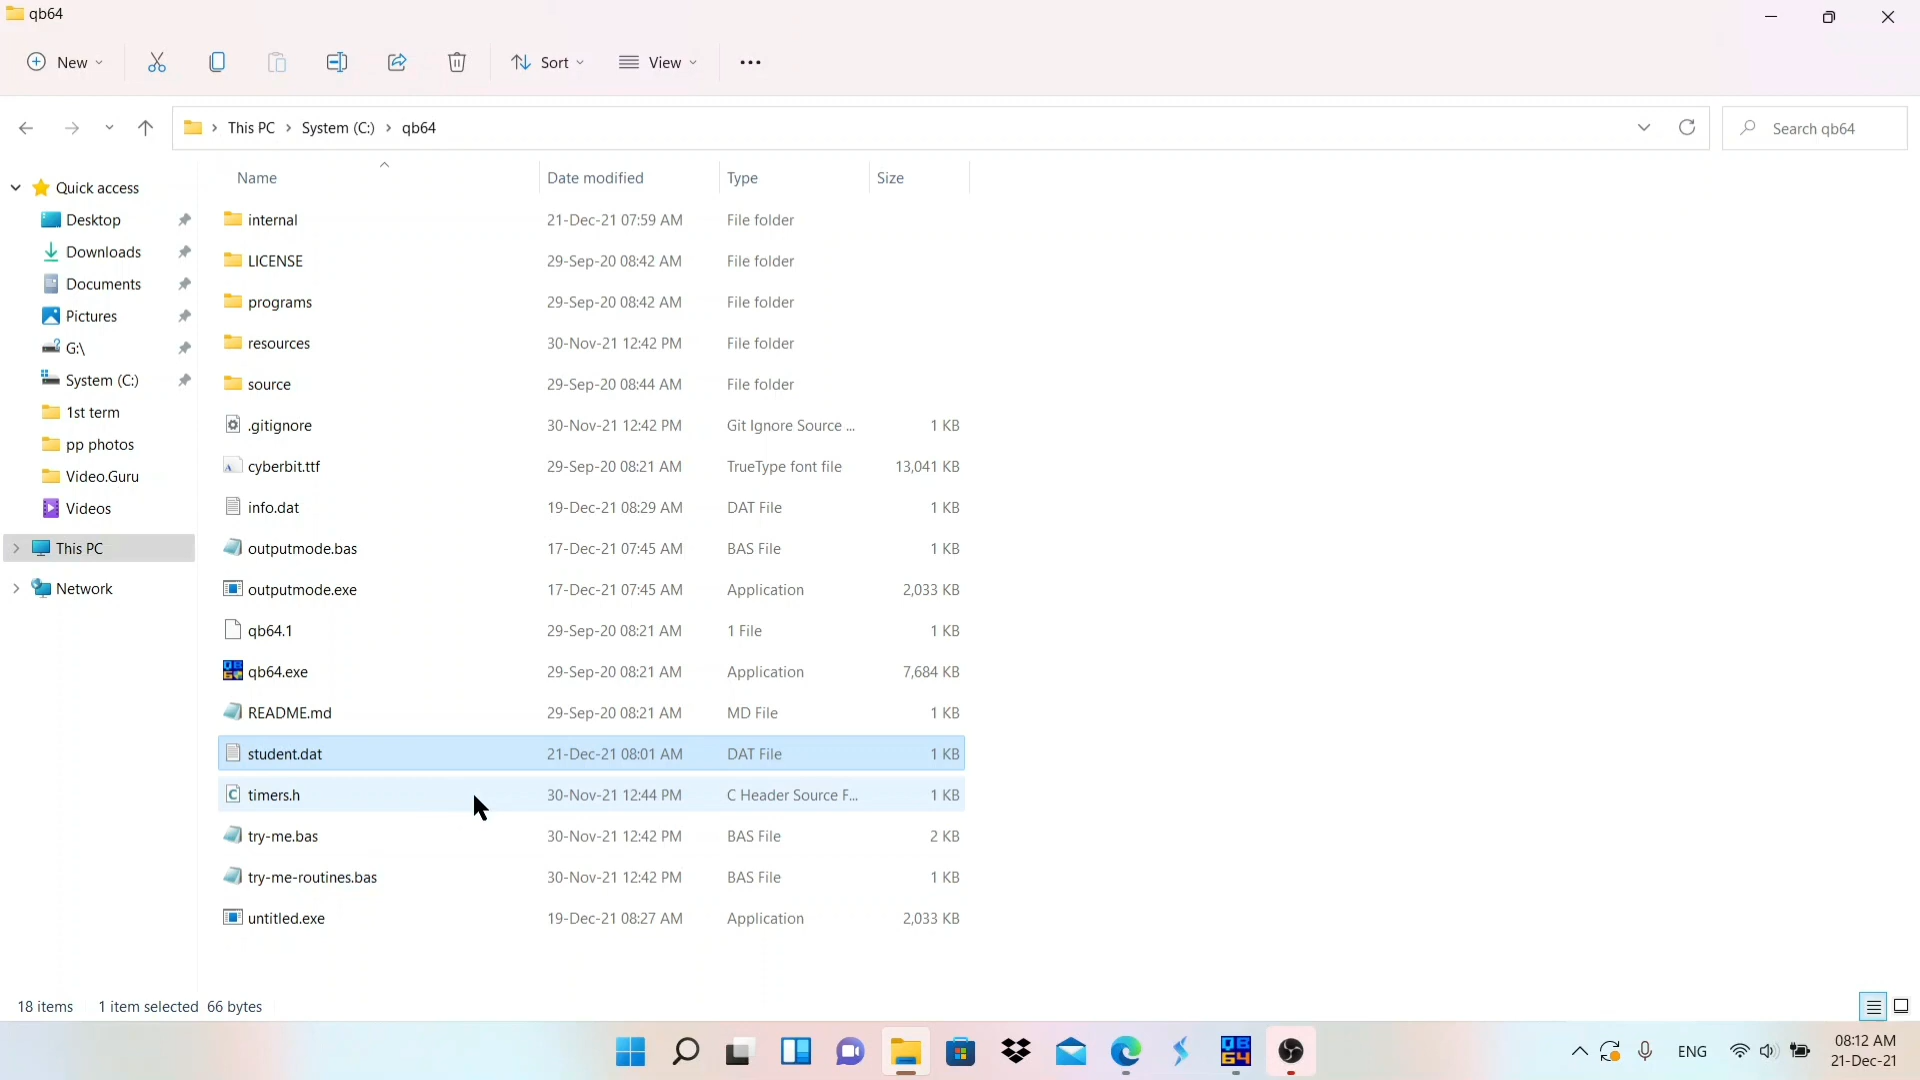 qb64
New Sort View
This PC System (C:) qb64 Search qb64
Name Date modified Type Size
Quick access
Desktop
Downloads
Documents
Pictures
G:\
System (C:)
1st term
pp photos
Video.Guru
Videos
This PC
Network
internal 21-Dec-21 07:59 AM File folder
LICENSE 29-Sep-20 08:42 AM File folder
programs 29-Sep-20 08:42 AM File folder
resources 30-Nov-21 12:42 PM File folder
source 29-Sep-20 08:44 AM File folder
.gitignore 30-Nov-21 12:42 PM Git Ignore Source ... 1 KB
cyberbit.ttf 29-Sep-20 08:21 AM TrueType font file 13,041 KB
info.dat 19-Dec-21 08:29 AM DAT File 1 KB
outputmode.bas 17-Dec-21 07:45 AM BAS File 1 KB
outputmode.exe 17-Dec-21 07:45 AM Application 2,033 KB
qb64.1 29-Sep-20 08:21 AM 1 File 1 KB
qb64.exe 29-Sep-20 08:21 AM Application 7,684 KB
README.md 29-Sep-20 08:21 AM MD File 1 KB
student.dat 21-Dec-21 08:01 AM DAT File 1 KB
timers.h 30-Nov-21 12:44 PM C Header Source F... 1 KB
try-me.bas 30-Nov-21 12:42 PM BAS File 2 KB
try-me-routines.bas 30-Nov-21 12:42 PM BAS File 1 KB
untitled.exe 19-Dec-21 08:27 AM Application 2,033 KB
18 items 1 item selected 66 bytes
QB64 ENG 08:12 AM
21-Dec-21